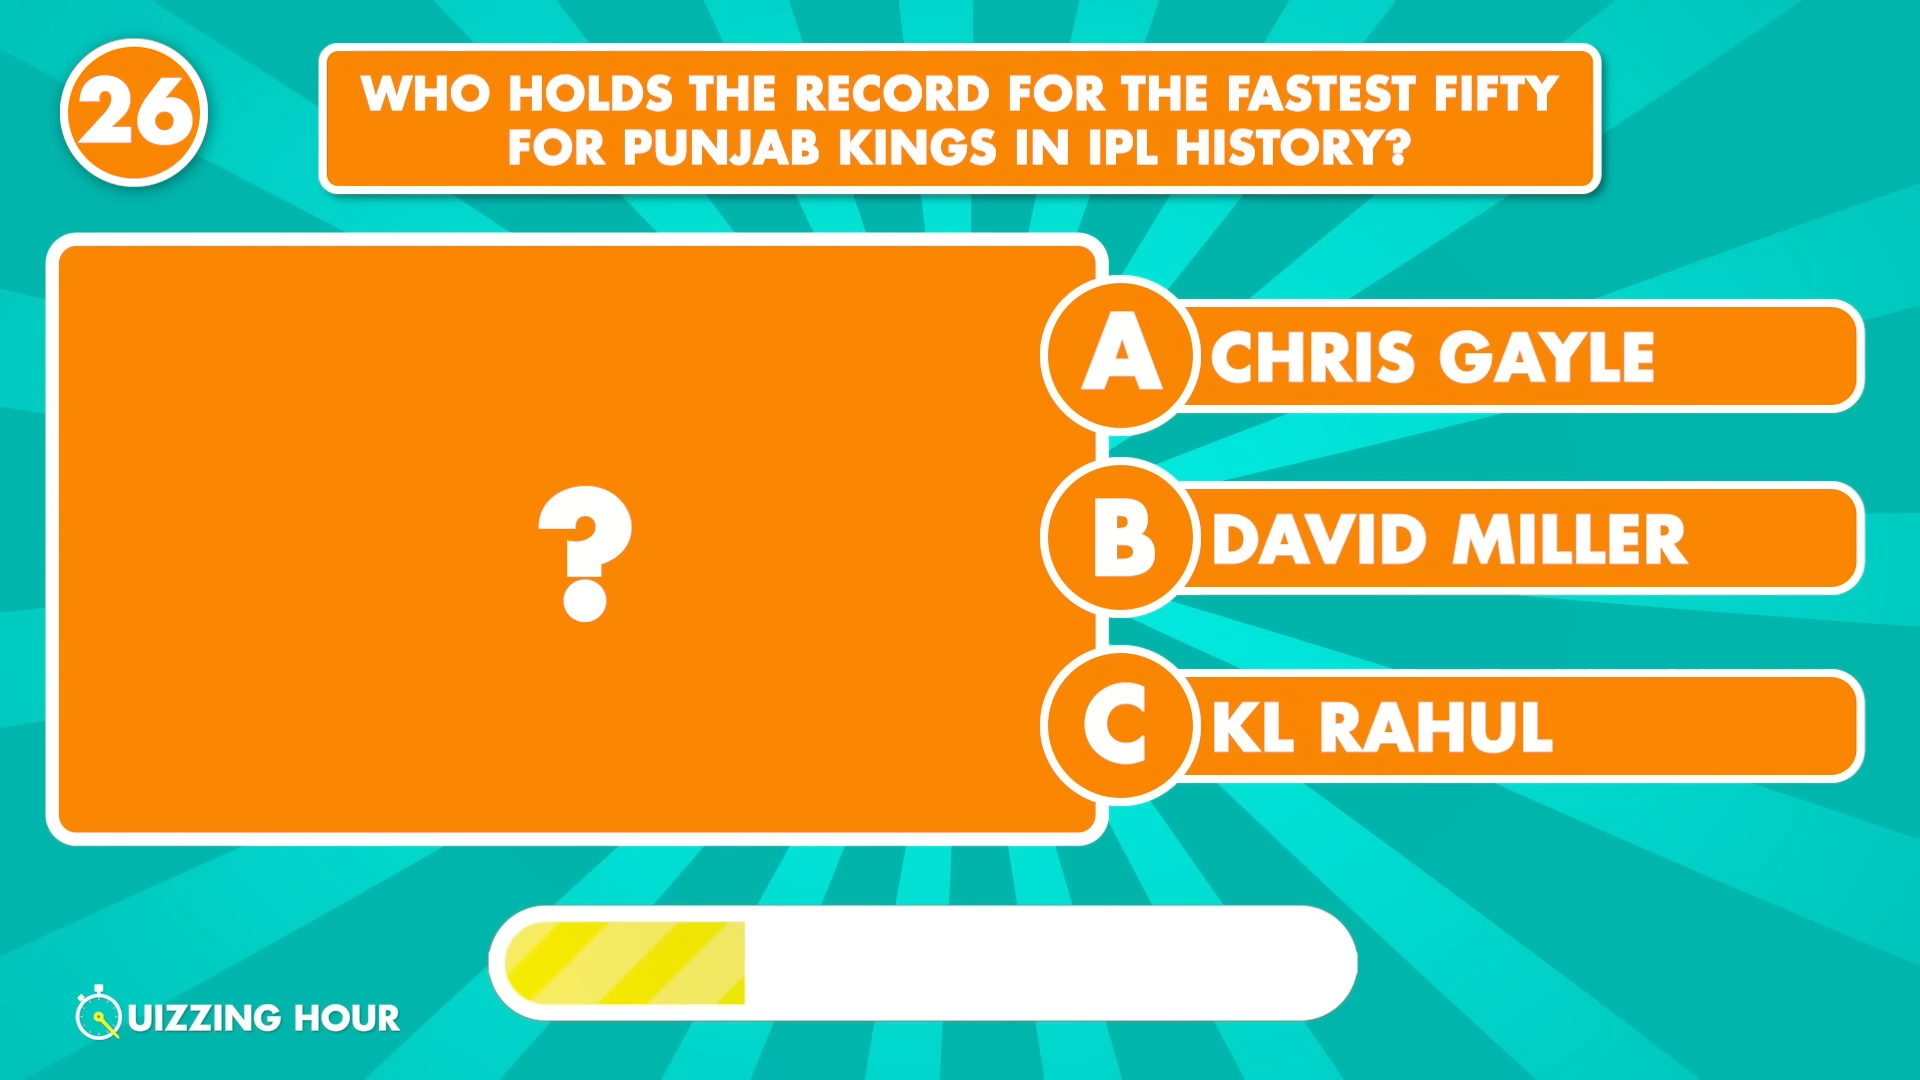 26
WHO HOLDS THE RECORD FOR THE FASTEST FIFTY
FOR PUNJAB KINGS IN IPL HISTORY?
?
A CHRIS GAYLE
B DAVID MILLER
C KL RAHUL
QUIZZING HOUR